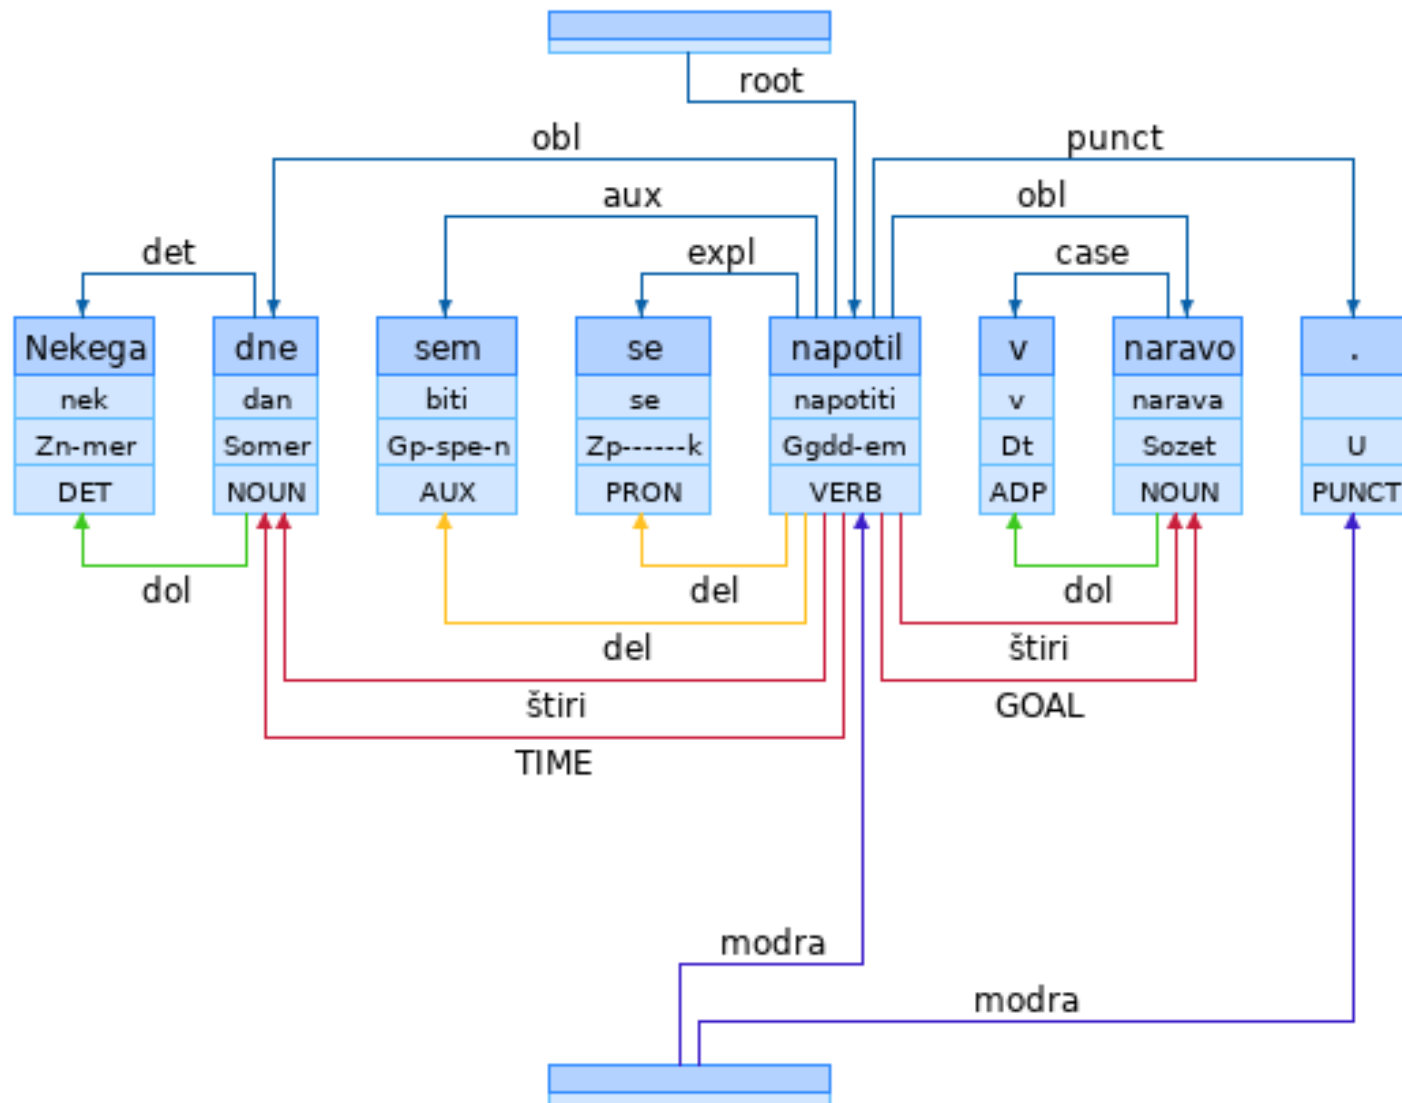 root
obl punct
aux obl
det expl case
Nekega dne sem se napotil v naravo .
nek dan biti se napotiti v narava
Zn-mer Somer Gp-spe-n Zp------k Ggdd-em Dt Sozet U
DET NOUN AUX PRON VERB ADP NOUN PUNCT
dol del dol
del štiri
štiri GOAL
TIME
modra
modra